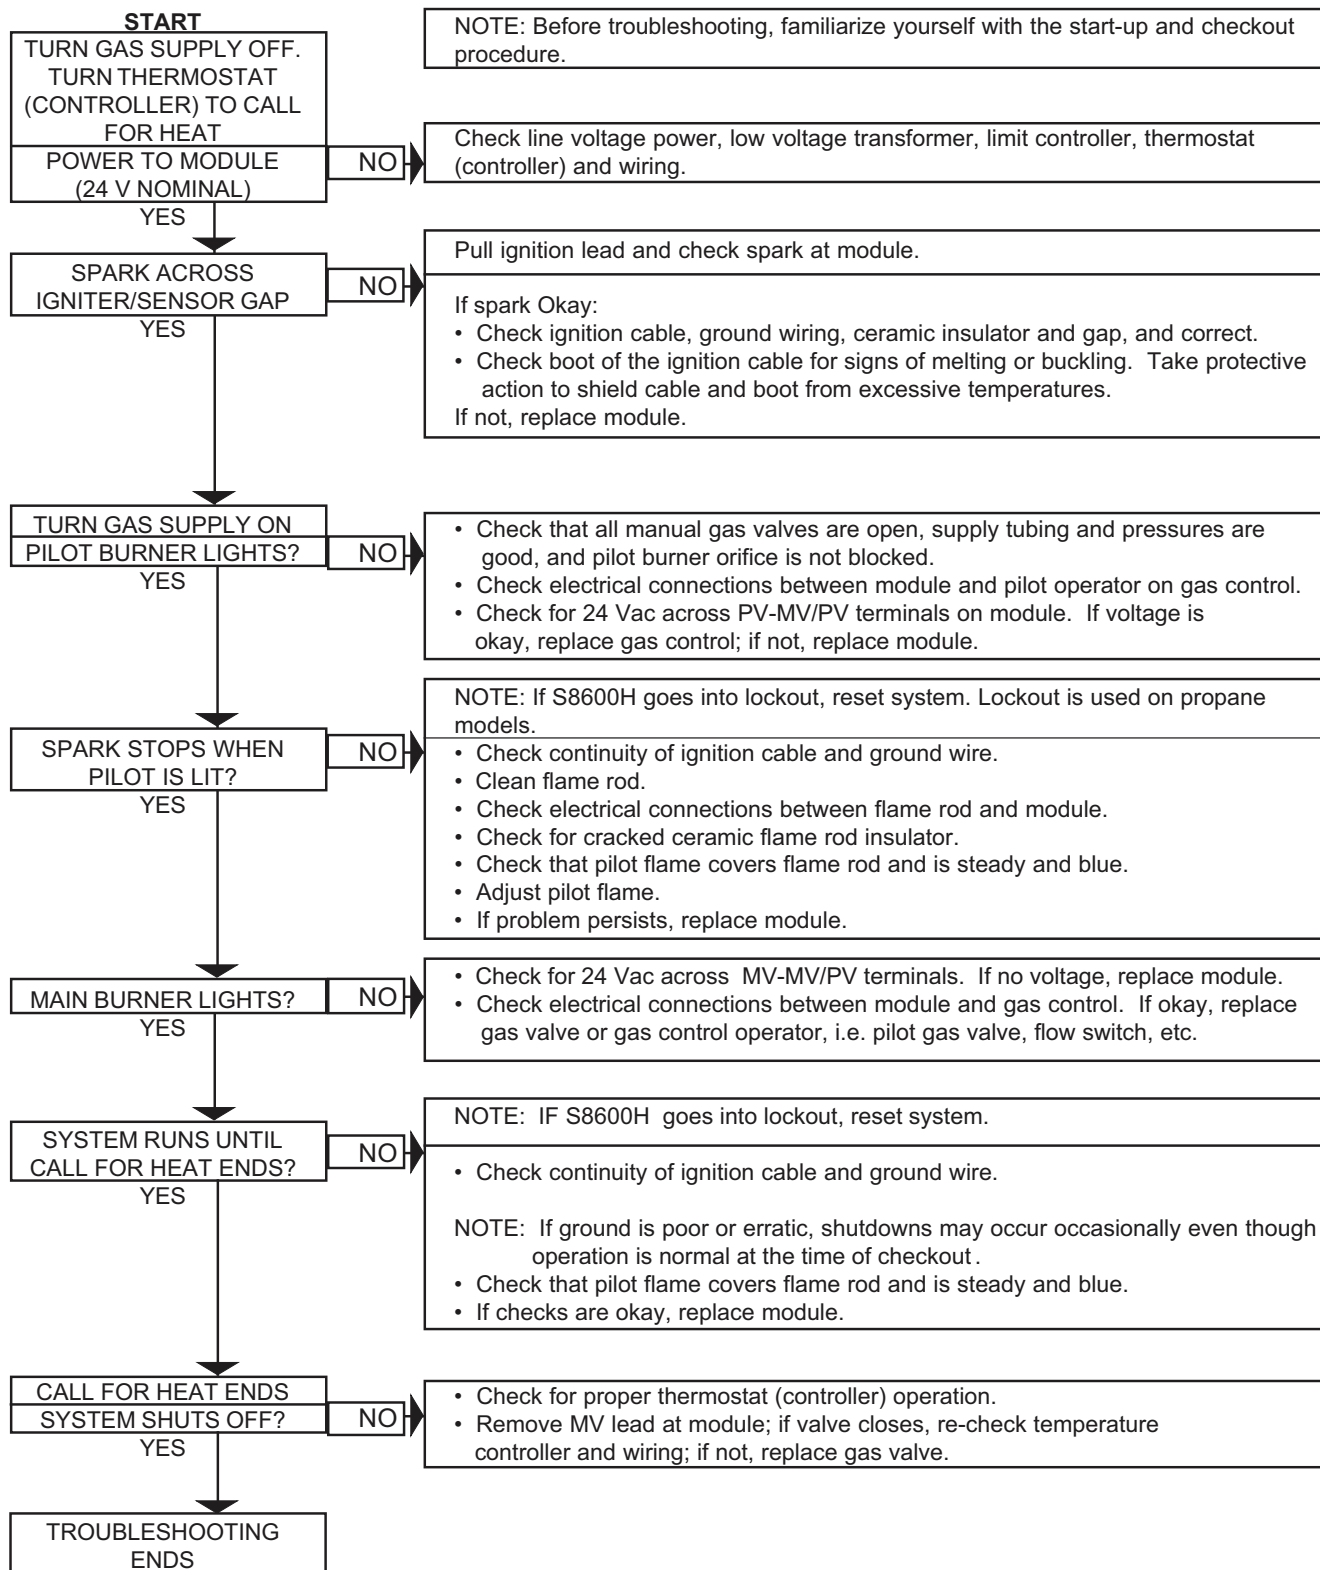 START
TURN GAS SUPPLY OFF.
TURN THERMOSTAT
(CONTROLLER) TO CALL
FOR HEAT
NOTE: Before troubleshooting, familiarize yourself with the start-up and checkout
procedure.
POWER TO MODULE
(24 V NOMINAL)
NO
Check line voltage power, low voltage transformer, limit controller, thermostat
(controller) and wiring.
YES
SPARK ACROSS
IGNITER/SENSOR GAP
NO
Pull ignition lead and check spark at module.
If spark Okay:
• Check ignition cable, ground wiring, ceramic insulator and gap, and correct.
• Check boot of the ignition cable for signs of melting or buckling. Take protective
action to shield cable and boot from excessive temperatures.
If not, replace module.
YES
TURN GAS SUPPLY ON
PILOT BURNER LIGHTS?
NO
• Check that all manual gas valves are open, supply tubing and pressures are
good, and pilot burner orifice is not blocked.
• Check electrical connections between module and pilot operator on gas control.
• Check for 24 Vac across PV-MV/PV terminals on module. If voltage is
okay, replace gas control; if not, replace module.
YES
SPARK STOPS WHEN
PILOT IS LIT?
NO
NOTE: If S8600H goes into lockout, reset system. Lockout is used on propane
models.
• Check continuity of ignition cable and ground wire.
• Clean flame rod.
• Check electrical connections between flame rod and module.
• Check for cracked ceramic flame rod insulator.
• Check that pilot flame covers flame rod and is steady and blue.
• Adjust pilot flame.
• If problem persists, replace module.
YES
MAIN BURNER LIGHTS?
NO
• Check for 24 Vac across MV-MV/PV terminals. If no voltage, replace module.
• Check electrical connections between module and gas control. If okay, replace
gas valve or gas control operator, i.e. pilot gas valve, flow switch, etc.
YES
SYSTEM RUNS UNTIL
CALL FOR HEAT ENDS?
NO
NOTE: IF S8600H goes into lockout, reset system.
• Check continuity of ignition cable and ground wire.
NOTE: If ground is poor or erratic, shutdowns may occur occasionally even though
operation is normal at the time of checkout.
• Check that pilot flame covers flame rod and is steady and blue.
• If checks are okay, replace module.
YES
CALL FOR HEAT ENDS
SYSTEM SHUTS OFF?
NO
• Check for proper thermostat (controller) operation.
• Remove MV lead at module; if valve closes, re-check temperature
controller and wiring; if not, replace gas valve.
YES
TROUBLESHOOTING
ENDS